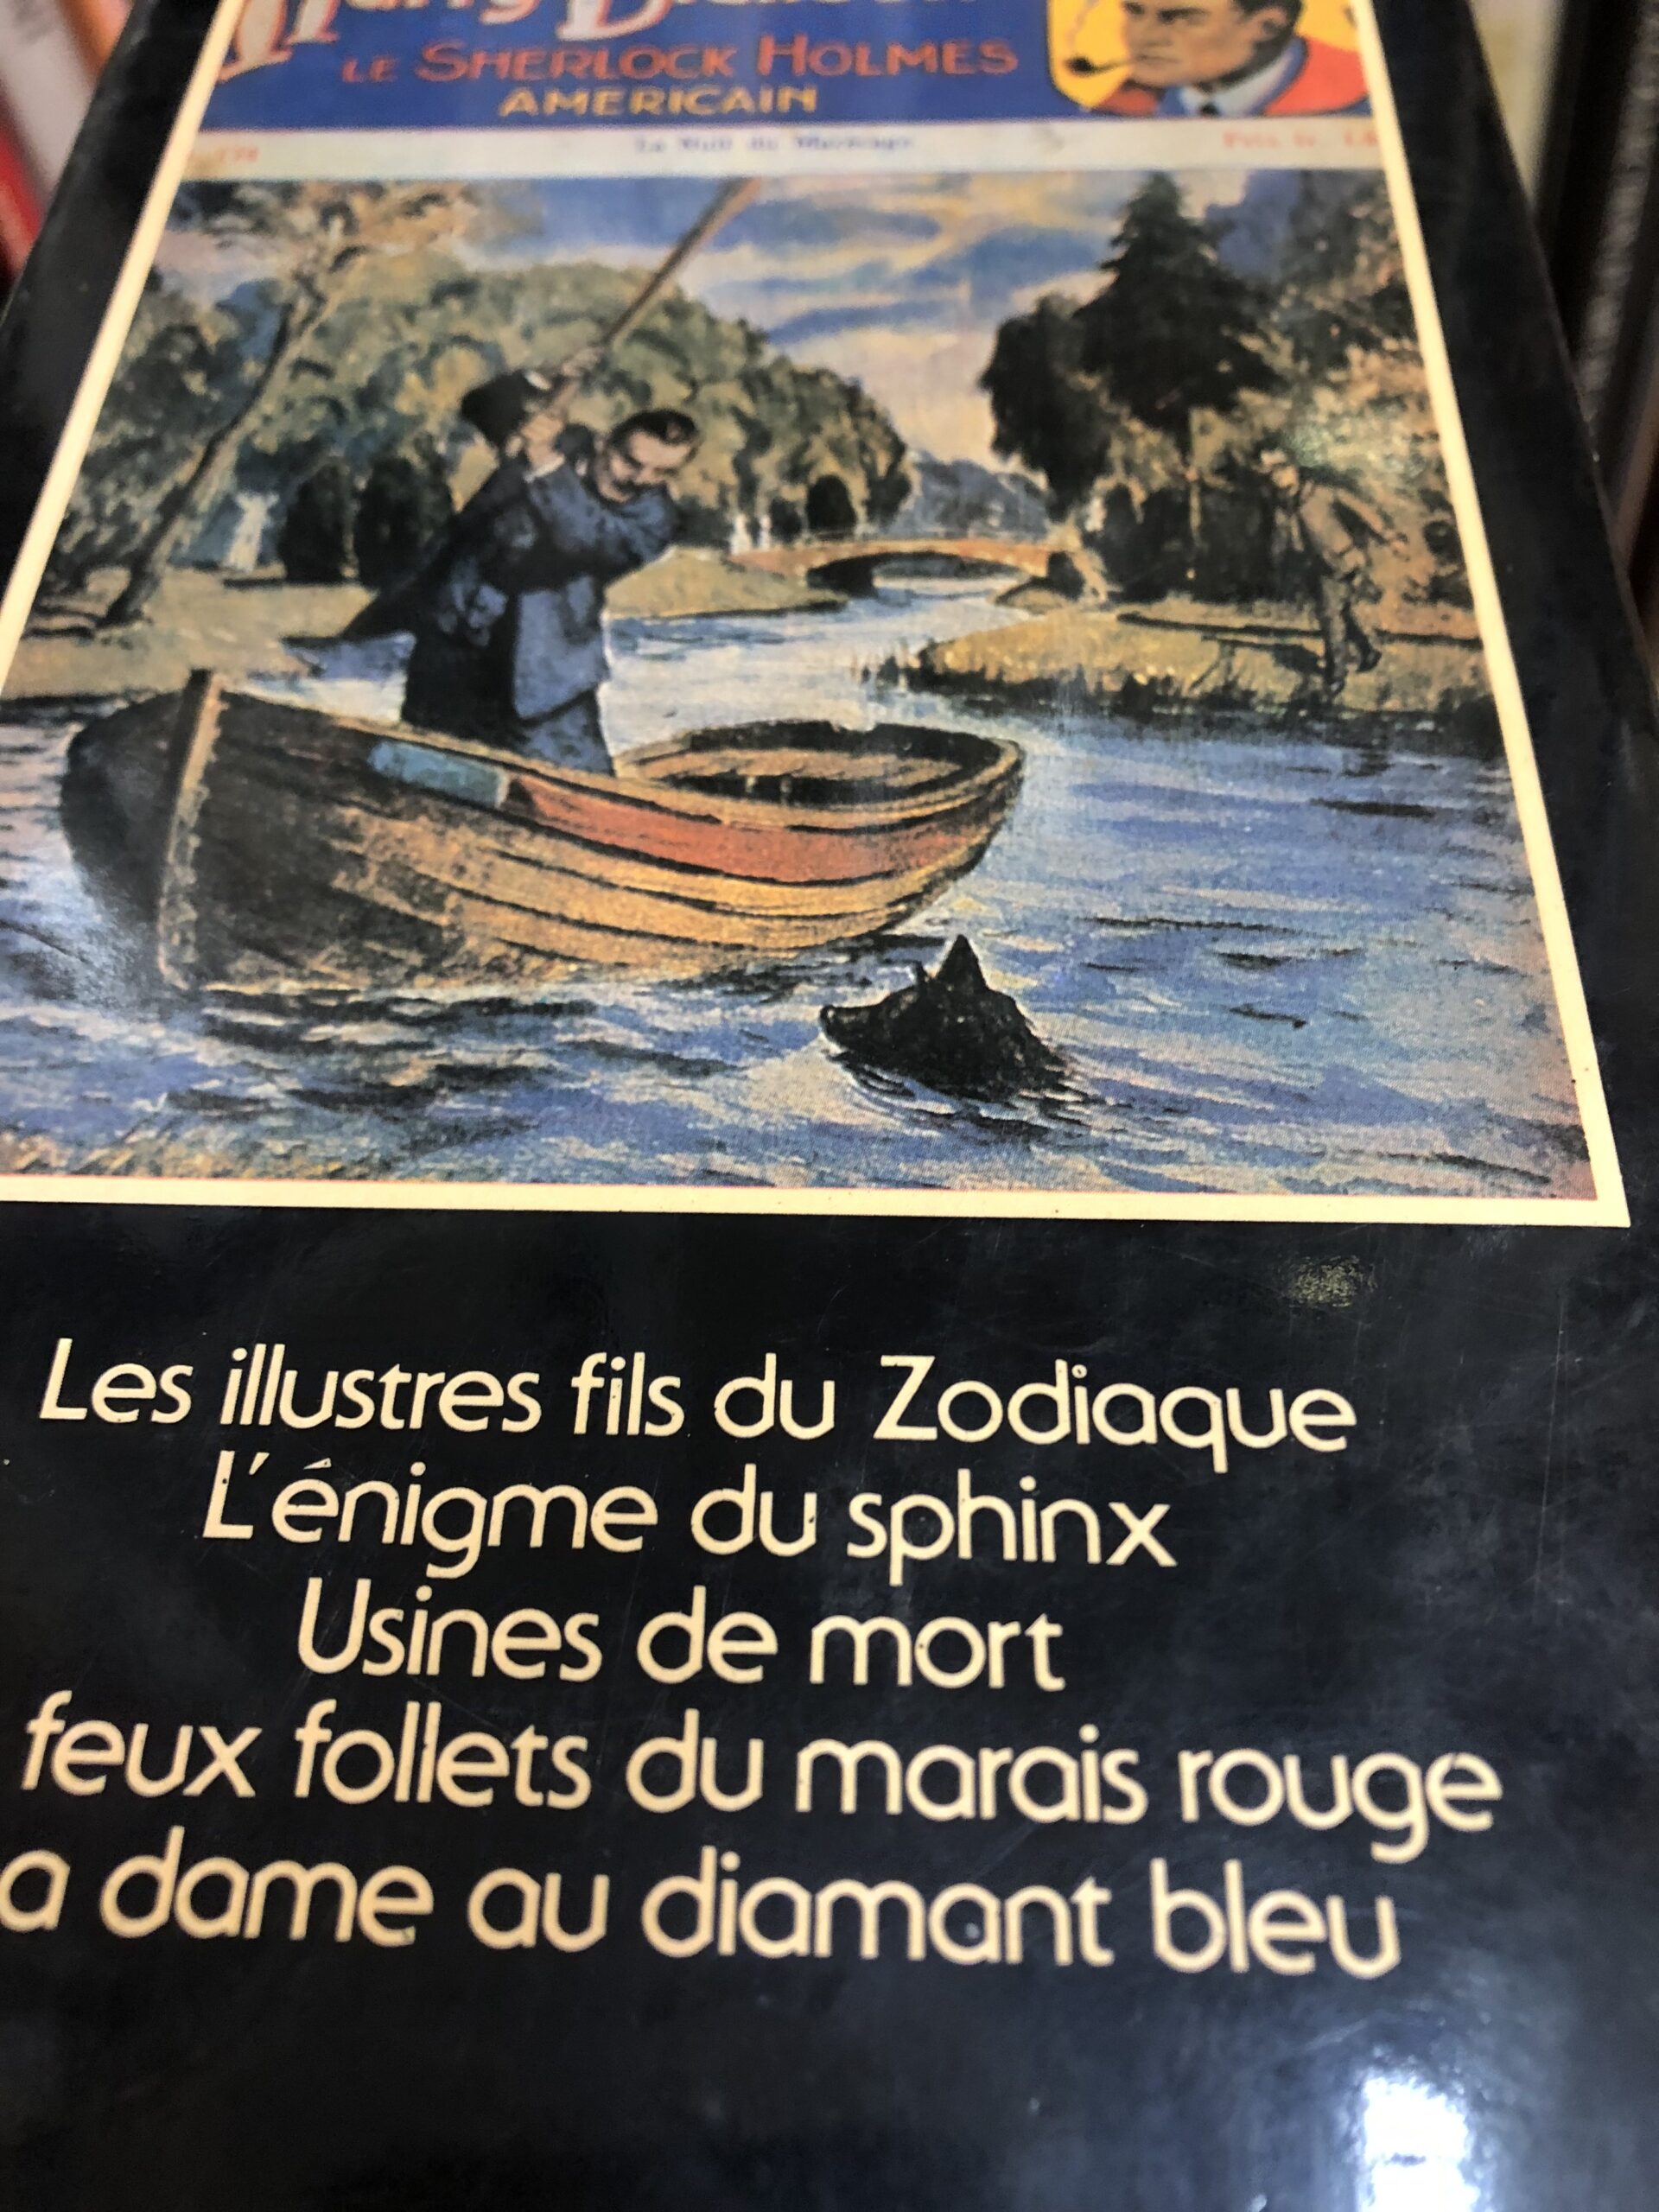 LE SHERLOCK HOLMES
AMERICAIN
Les illustres fils du Zodiaque
L'énigme du sphinx
Usines de mort
feux follets du marais rouge
a dame au diamant bleu